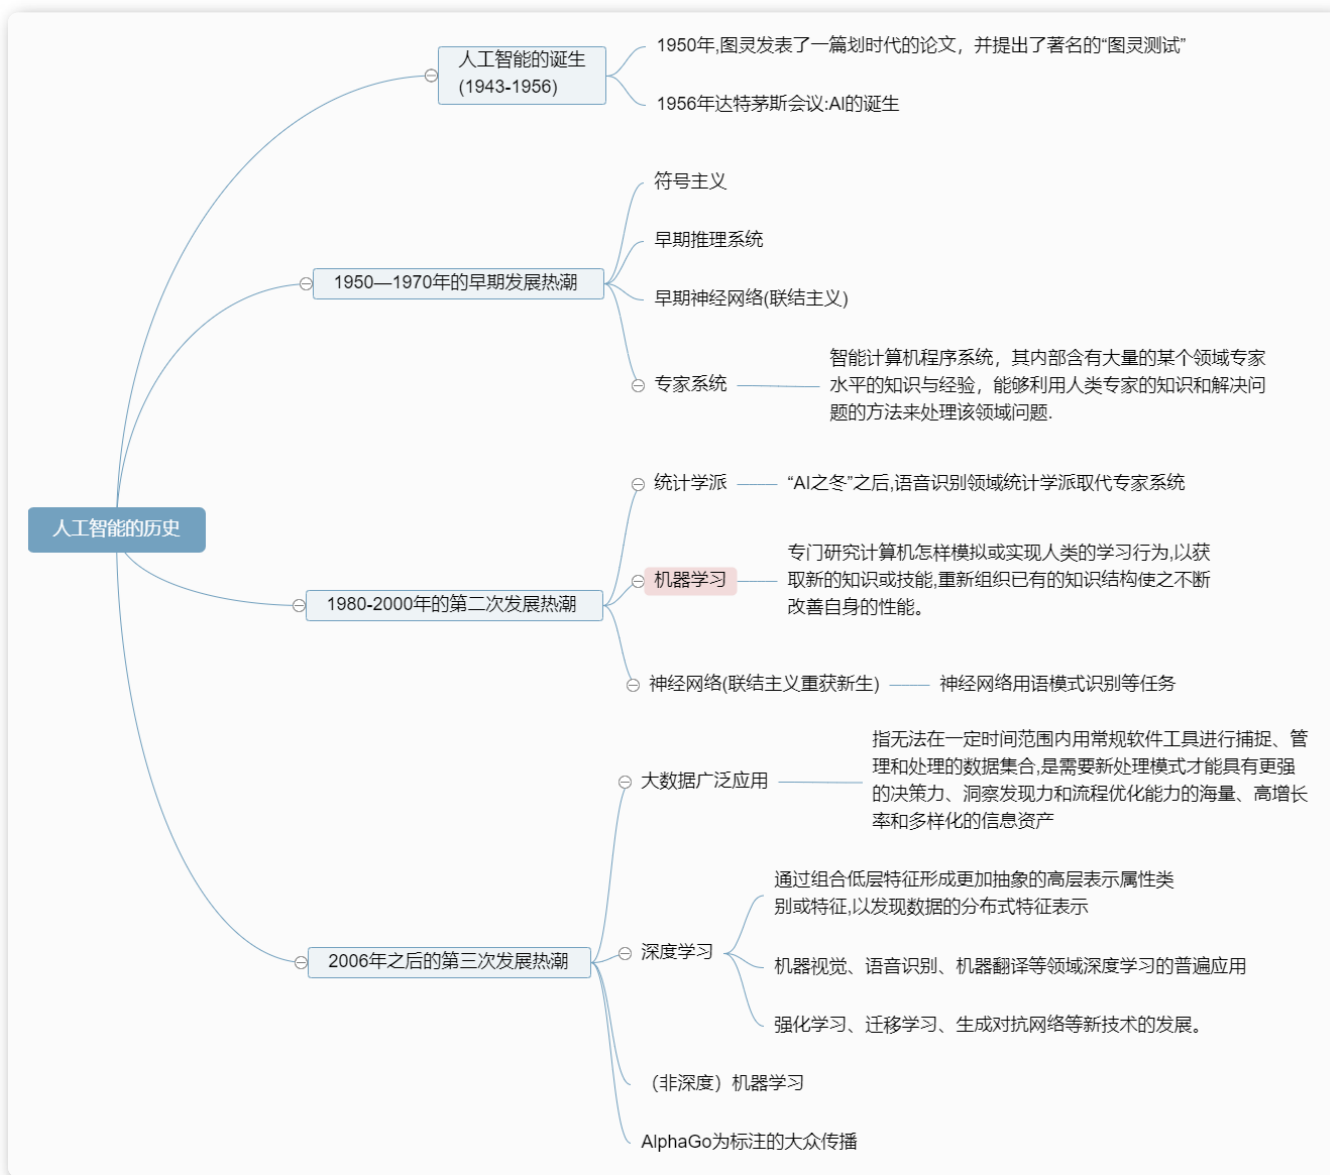 人工智能的历史
人工智能的诞生
(1943-1956)
1950年,图灵发表了一篇划时代的论文，并提出了著名的“图灵测试”
1956年达特茅斯会议:AI的诞生
1950—1970年的早期发展热潮
符号主义
早期推理系统
早期神经网络(联结主义)
专家系统
智能计算机程序系统，其内部含有大量的某个领域专家
水平的知识与经验，能够利用人类专家的知识和解决问
题的方法来处理该领域问题.
1980-2000年的第二次发展热潮
统计学派
“AI之冬”之后,语音识别领域统计学派取代专家系统
机器学习
专门研究计算机怎样模拟或实现人类的学习行为,以获
取新的知识或技能,重新组织已有的知识结构使之不断
改善自身的性能。
神经网络(联结主义重获新生)
神经网络用语模式识别等任务
2006年之后的第三次发展热潮
大数据广泛应用
指无法在一定时间范围内用常规软件工具进行捕捉、管
理和处理的数据集合,是需要新处理模式才能具有更强
的决策力、洞察发现力和流程优化能力的海量、高增长
率和多样化的信息资产
深度学习
通过组合低层特征形成更加抽象的高层表示属性类
别或特征,以发现数据的分布式特征表示
机器视觉、语音识别、机器翻译等领域深度学习的普遍应用
强化学习、迁移学习、生成对抗网络等新技术的发展。
（非深度）机器学习
AlphaGo为标注的大众传播